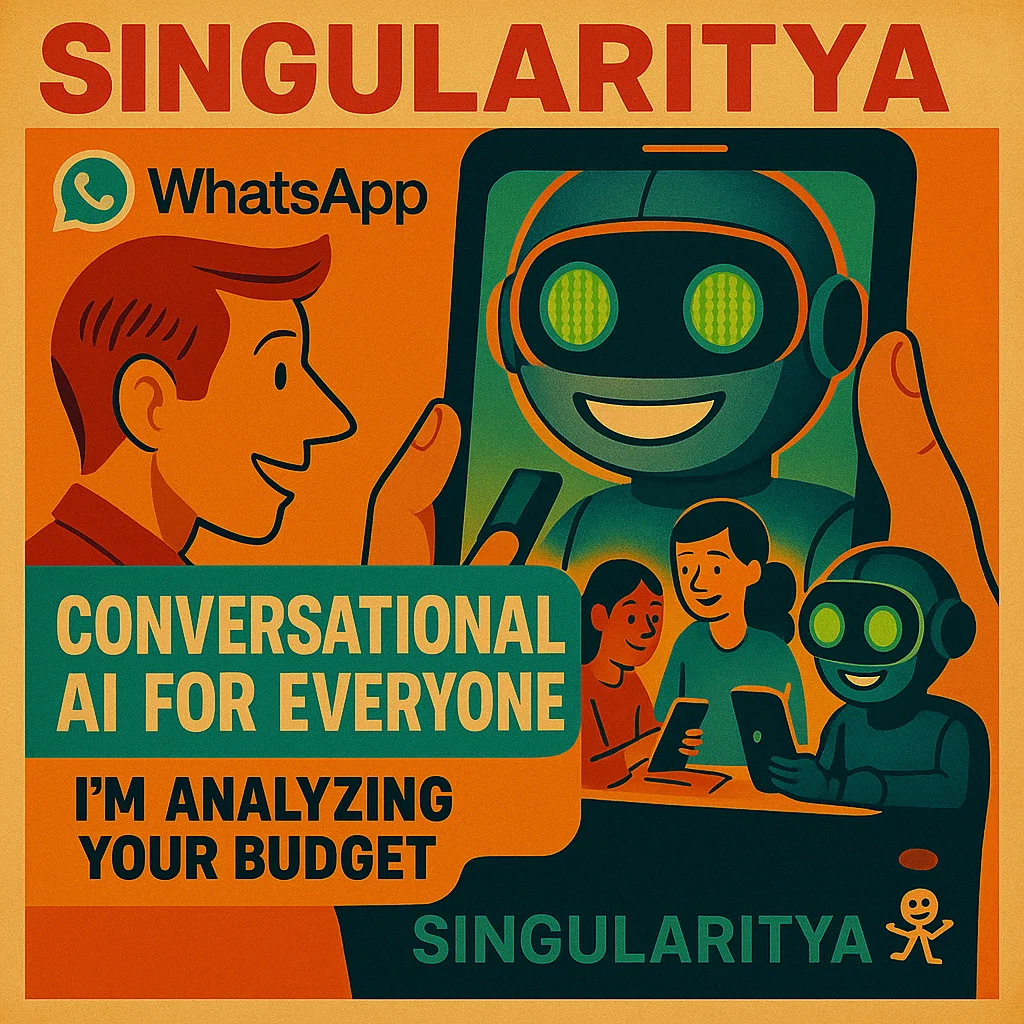 SINGULARITYA
WhatsApp
CONVERSATIONAL
AI FOR EVERYONE
I'M ANALYZING
YOUR BUDGET
SINGULARITYA